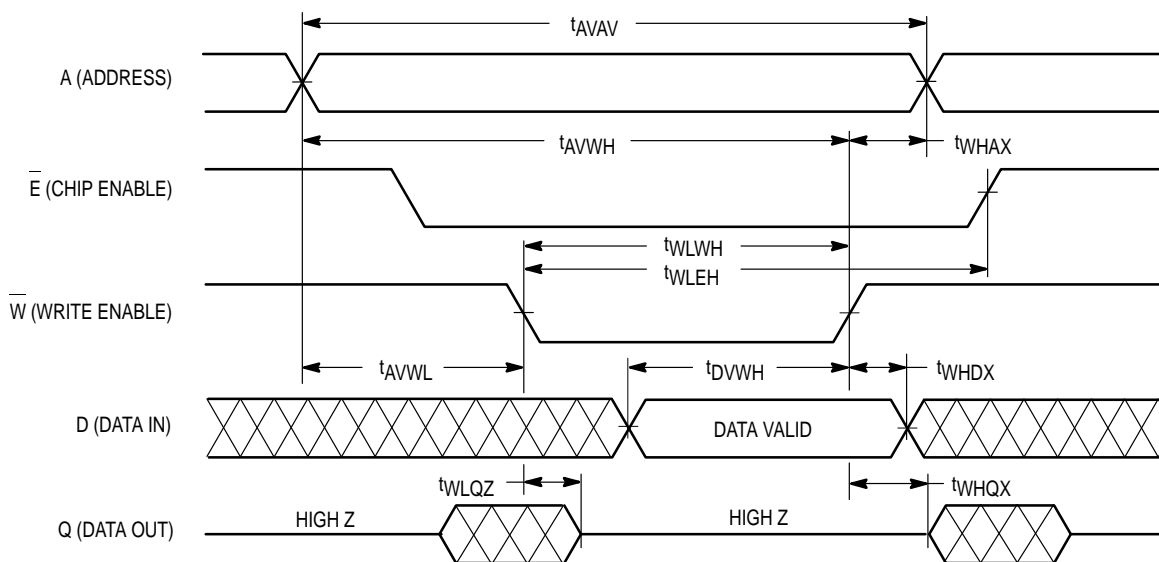 tAVAV
A (ADDRESS)
tAVWH
tWHAX
E (CHIP ENABLE)
tWLWH
tWLEH
W (WRITE ENABLE)
tAVWL
tDVWH
tWHDX
D (DATA IN)
DATA VALID
tWLQZ
tWHQX
Q (DATA OUT)
HIGH Z
HIGH Z